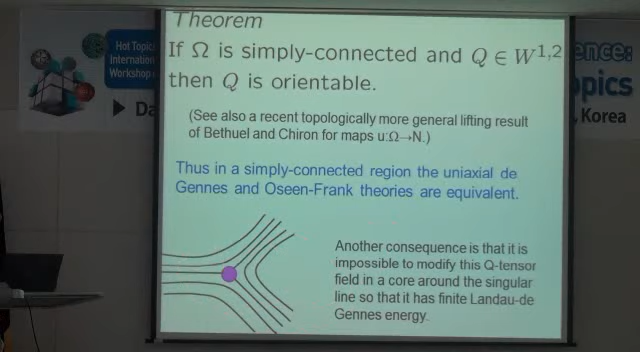 Theorem
If Ω is simply-connected and Q ∈ W^{1,2}
then Q is orientable.
(See also a recent topologically more general lifting result
of Bethuel and Chiron for maps u:Ω→N.)
Thus in a simply-connected region the uniaxial de
Gennes and Oseen-Frank theories are equivalent.
Another consequence is that it is
impossible to modify this Q-tensor
field in a core around the singular
line so that it has finite Landau-de
Gennes energy.
Hot Topic
Internation
Workshop
Da
ence:
pics
, Korea